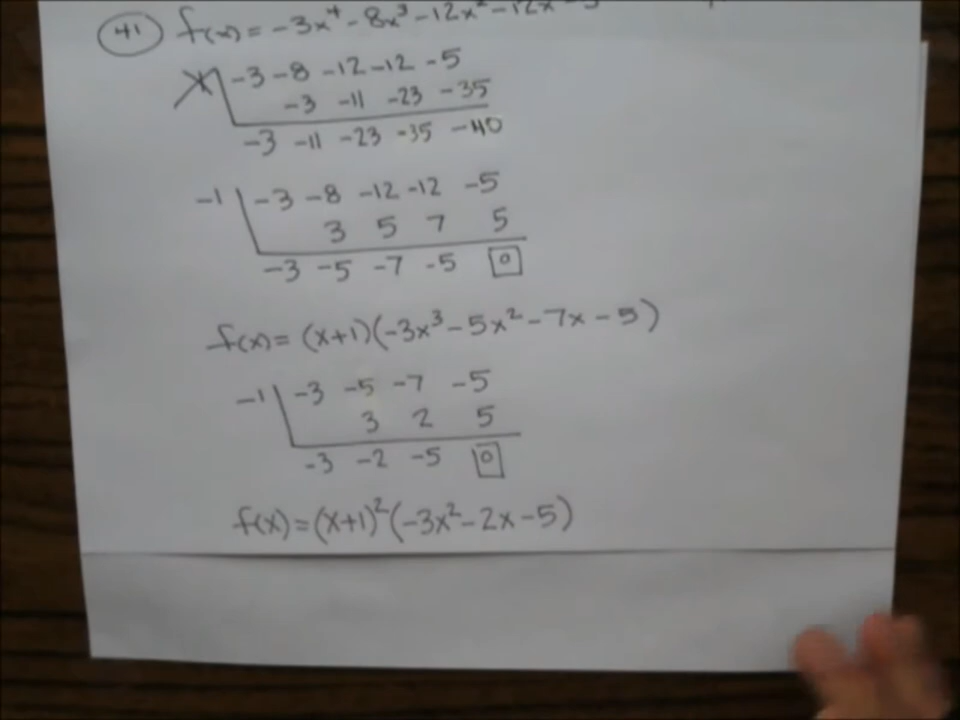 41 f(x) = -3x⁴ - 8x³ - 12x² - 12x - 5
1 | -3 -8 -12 -12 -5
-3 -11 -23 -35
-3 -11 -23 -35 -40
-1 | -3 -8 -12 -12 -5
3 5 7 5
-3 -5 -7 -5 0
f(x) = (x+1)(-3x³ - 5x² - 7x - 5)
-1 | -3 -5 -7 -5
3 2 5
-3 -2 -5 0
f(x) = (x+1)²(-3x² - 2x - 5)